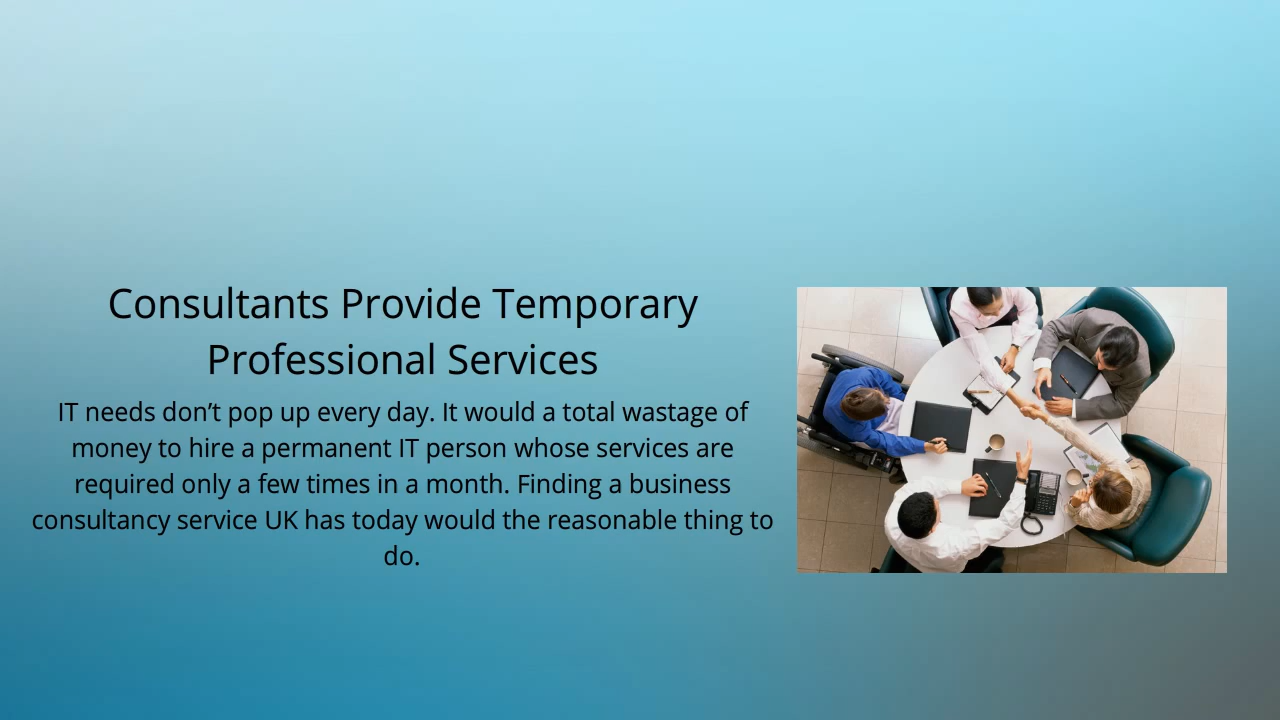 Consultants Provide Temporary
Professional Services
IT needs don’t pop up every day. It would a total wastage of
money to hire a permanent IT person whose services are
required only a few times in a month. Finding a business
consultancy service UK has today would the reasonable thing to
do.